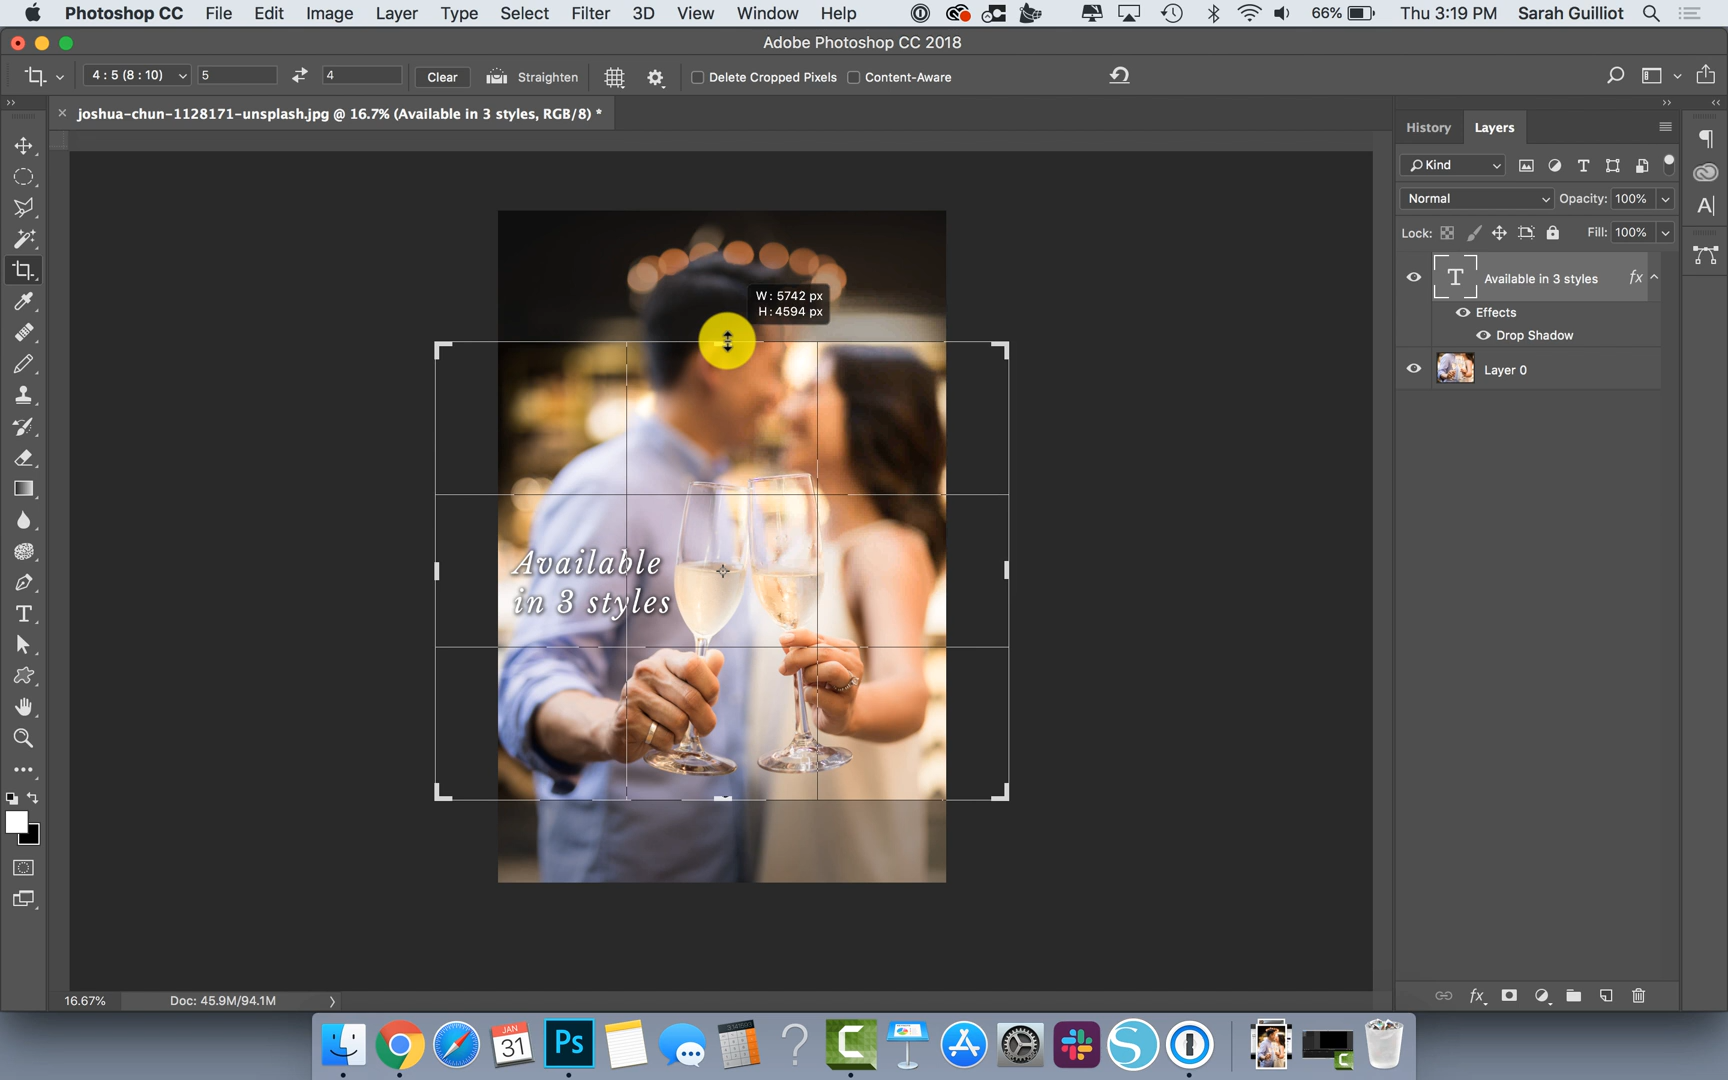 Photoshop CC File Edit Image Layer Type Select Filter 3D View Window Help 66% Thu 3:19 PM Sarah Guilliot
Adobe Photoshop CC 2018
4 : 5 (8 : 10) 5 4 Clear Straighten Delete Cropped Pixels Content-Aware
joshua-chun-1128171-unsplash.jpg @ 16.7% (Available in 3 styles, RGB/8) *
History Layers
Kind
Normal Opacity: 100%
Lock: Fill: 100%
T Available in 3 styles fx
Effects
Drop Shadow
Layer 0
W: 5742 px
H: 4594 px
Available
in 3 styles
16.67% Doc: 45.9M/94.1M
JAN
31
Ps